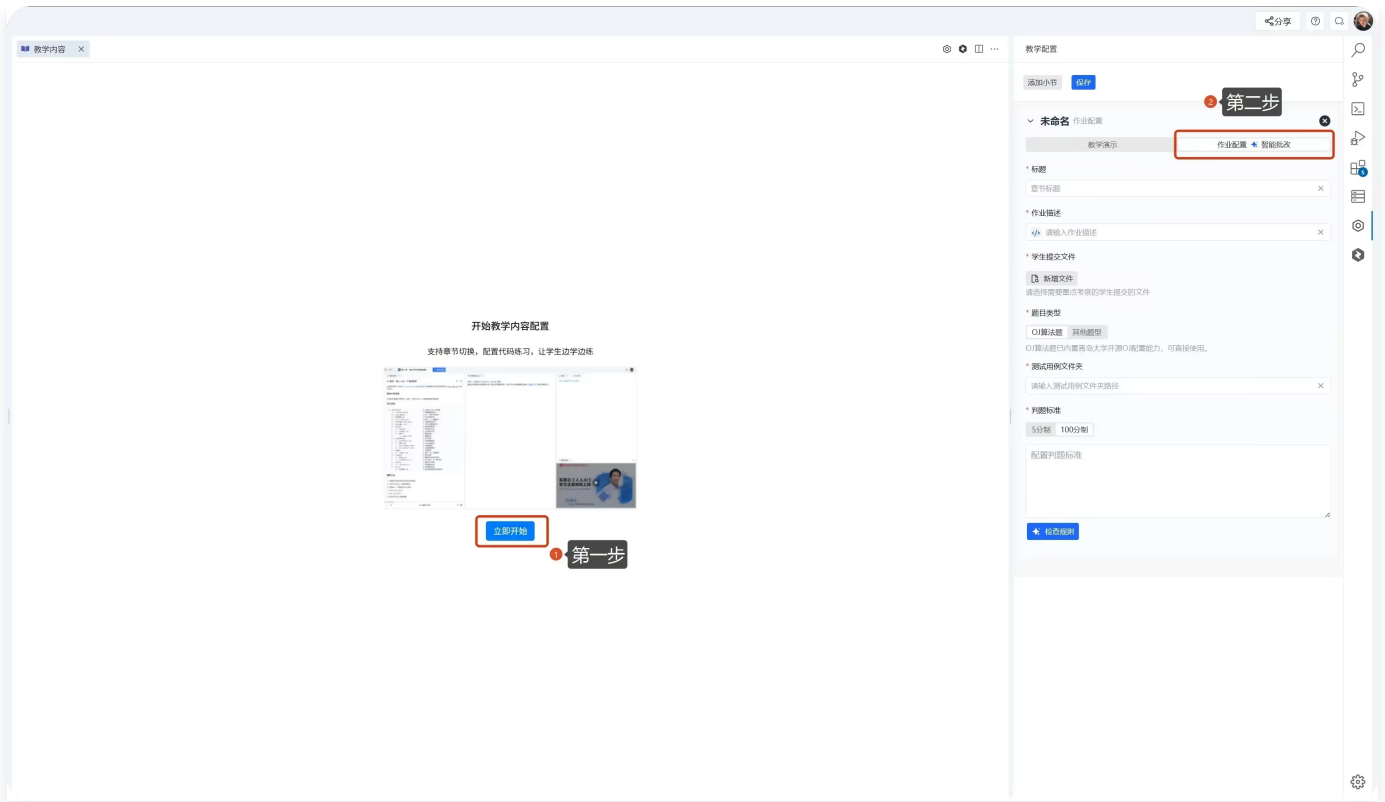 分享
教学内容
教学配置
添加小节
保存
2
第二步
未命名 作业配置
教学演示
作业配置 智能批改
* 标题
章节标题
* 作业描述
请输入作业描述
* 学生提交文件
新增文件
请选择需要重点考察的学生提交的文件
* 题目类型
OJ算法题 其他题型
OJ算法题已内置青岛大学开源OJ配置能力，可直接使用。
* 测试用例文件夹
请输入测试用例文件夹路径
* 判题标准
5分制 100分制
配置判题标准
检查规则
开始教学内容配置
支持章节切换，配置代码练习，让学生边学边练
立即开始
1
第一步